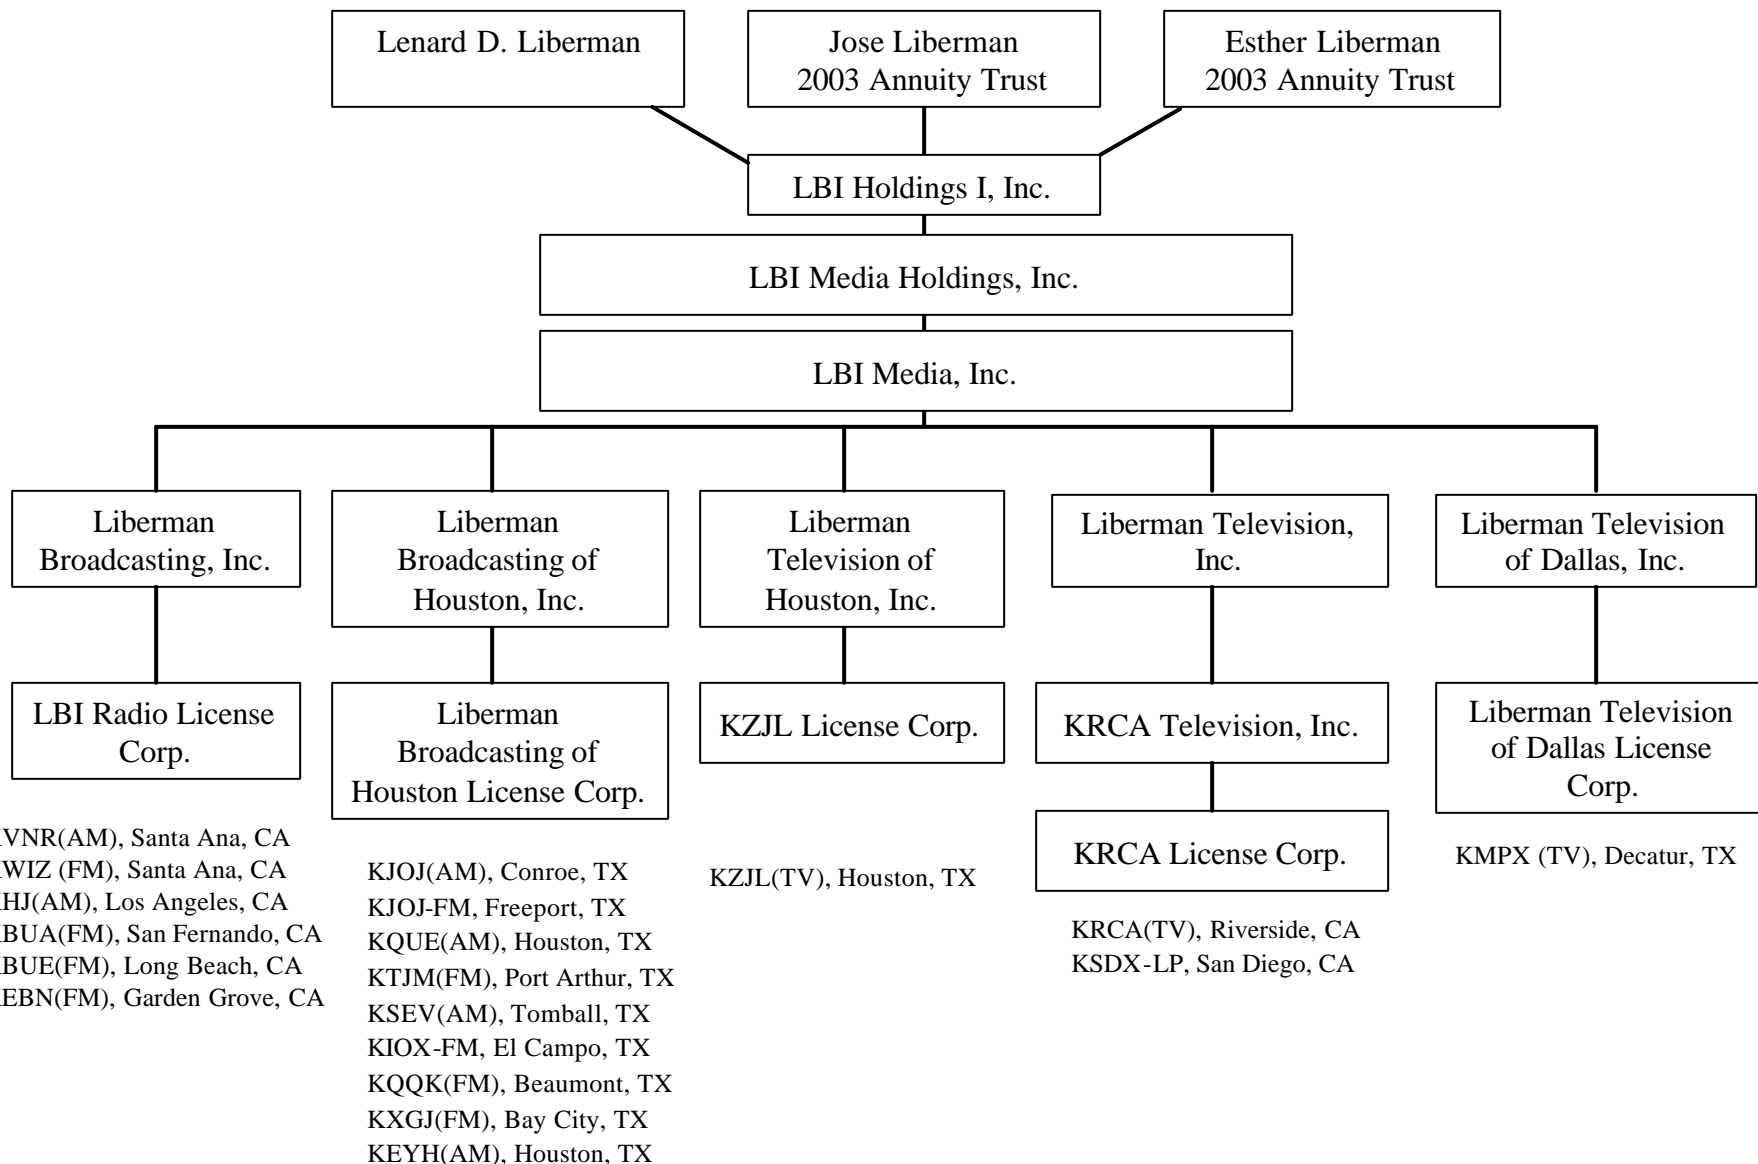 Lenard D. Liberman
Jose Liberman
2003 Annuity Trust
Esther Liberman
2003 Annuity Trust
LBI Holdings I, Inc.
LBI Media Holdings, Inc.
LBI Media, Inc.
Liberman
Broadcasting, Inc.
Liberman
Broadcasting of
Houston, Inc.
Liberman
Television of
Houston, Inc.
Liberman Television,
Inc.
Liberman Television
of Dallas, Inc.
LBI Radio License
Corp.
Liberman
Broadcasting of
Houston License Corp.
KZJL License Corp.
KRCA Television, Inc.
Liberman Television
of Dallas License
Corp.
KRCA License Corp.
VNR(AM), Santa Ana, CA
WIZ (FM), Santa Ana, CA
HJ(AM), Los Angeles, CA
BUA(FM), San Fernando, CA
BUE(FM), Long Beach, CA
EBN(FM), Garden Grove, CA
KJOJ(AM), Conroe, TX
KJOJ-FM, Freeport, TX
KQUE(AM), Houston, TX
KTJM(FM), Port Arthur, TX
KSEV(AM), Tomball, TX
KIOX-FM, El Campo, TX
KQQK(FM), Beaumont, TX
KXGJ(FM), Bay City, TX
KEYH(AM), Houston, TX
KZJL(TV), Houston, TX
KRCA(TV), Riverside, CA
KSDX-LP, San Diego, CA
KMPX (TV), Decatur, TX